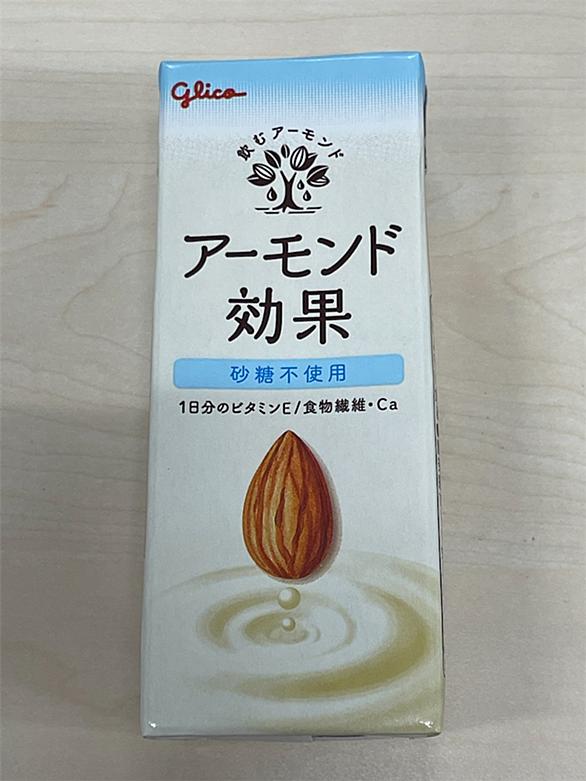 glico
飲むアーモンド
アーモンド
効果
砂糖不使用
1日分のビタミンE/食物繊維・Ca